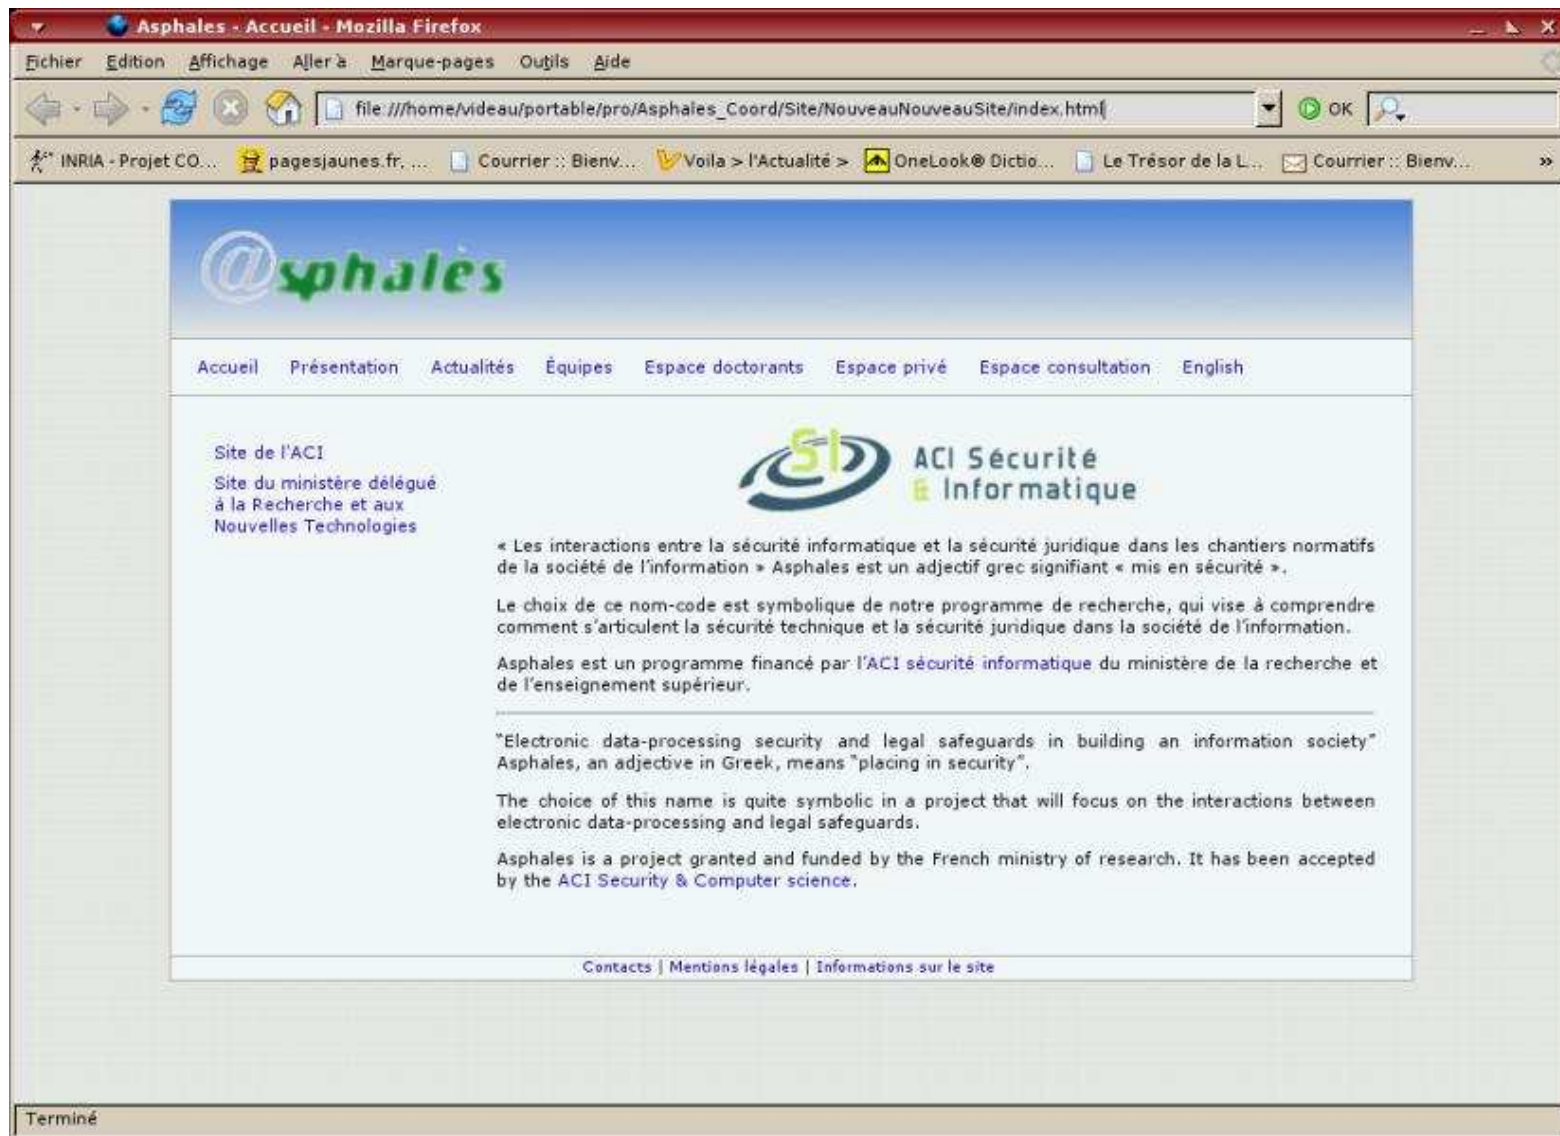 Asphales - Accueil - Mozilla Firefox
Fichier Edition Affichage Aller à Marque-pages Outils Aide
file:///home/videau/portable/pro/Asphales_Coord/Site/NouveauNouveauSite/index.html OK
INRIA - Projet CO... pagesjaunes.fr, ... Courrier :: Bienv... Voila > l'Actualité > OneLook® Dictio... Le Trésor de la L... Courrier :: Bienv... »
@sphalès
Accueil Présentation Actualités Équipes Espace doctorants Espace privé Espace consultation English
Site de l'ACI
Site du ministère délégué
à la Recherche et aux
Nouvelles Technologies
SI ACI Sécurité
& Informatique
« Les interactions entre la sécurité informatique et la sécurité juridique dans les chantiers normatifs
de la société de l'information » Asphales est un adjectif grec signifiant « mis en sécurité ».
Le choix de ce nom-code est symbolique de notre programme de recherche, qui vise à comprendre
comment s'articulent la sécurité technique et la sécurité juridique dans la société de l'information.
Asphales est un programme financé par l'ACI sécurité informatique du ministère de la recherche et
de l'enseignement supérieur.
"Electronic data-processing security and legal safeguards in building an information society"
Asphales, an adjective in Greek, means "placing in security".
The choice of this name is quite symbolic in a project that will focus on the interactions between
electronic data-processing and legal safeguards.
Asphales is a project granted and funded by the French ministry of research. It has been accepted
by the ACI Security & Computer science.
Contacts | Mentions légales | Informations sur le site
Terminé